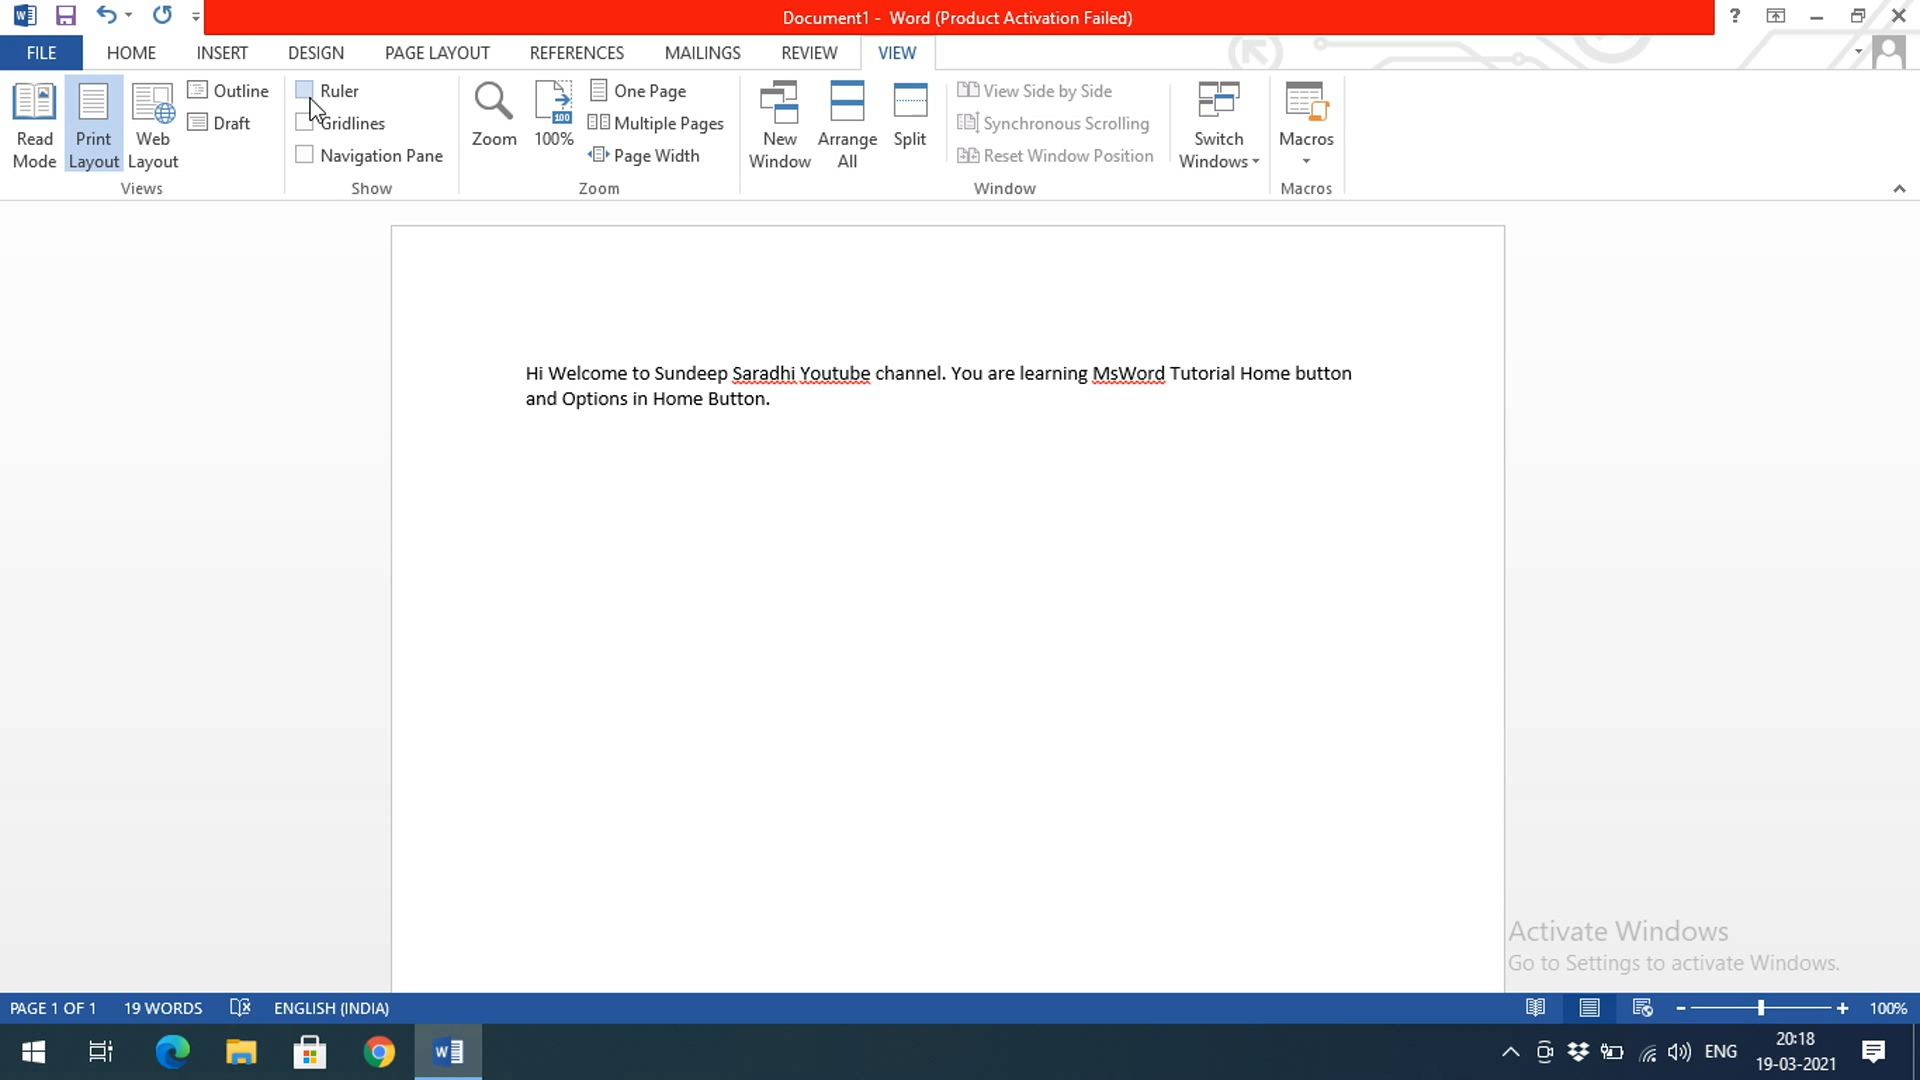 Document1 - Word (Product Activation Failed)
?
FILE HOME INSERT DESIGN PAGE LAYOUT REFERENCES MAILINGS REVIEW VIEW
Read Mode
Print Layout
Web Layout
Outline
Draft
Views
Ruler
Gridlines
Navigation Pane
Show
Zoom
100
100%
One Page
Multiple Pages
Page Width
Zoom
New Window
Arrange All
Split
View Side by Side
Synchronous Scrolling
Reset Window Position
Window
Switch Windows
Macros
Macros
Hi Welcome to Sundeep Saradhi Youtube channel. You are learning MsWord Tutorial Home button
and Options in Home Button.
Activate Windows
Go to Settings to activate Windows.
PAGE 1 OF 1 19 WORDS ENGLISH (INDIA) 100%
W ENG 20:18
19-03-2021